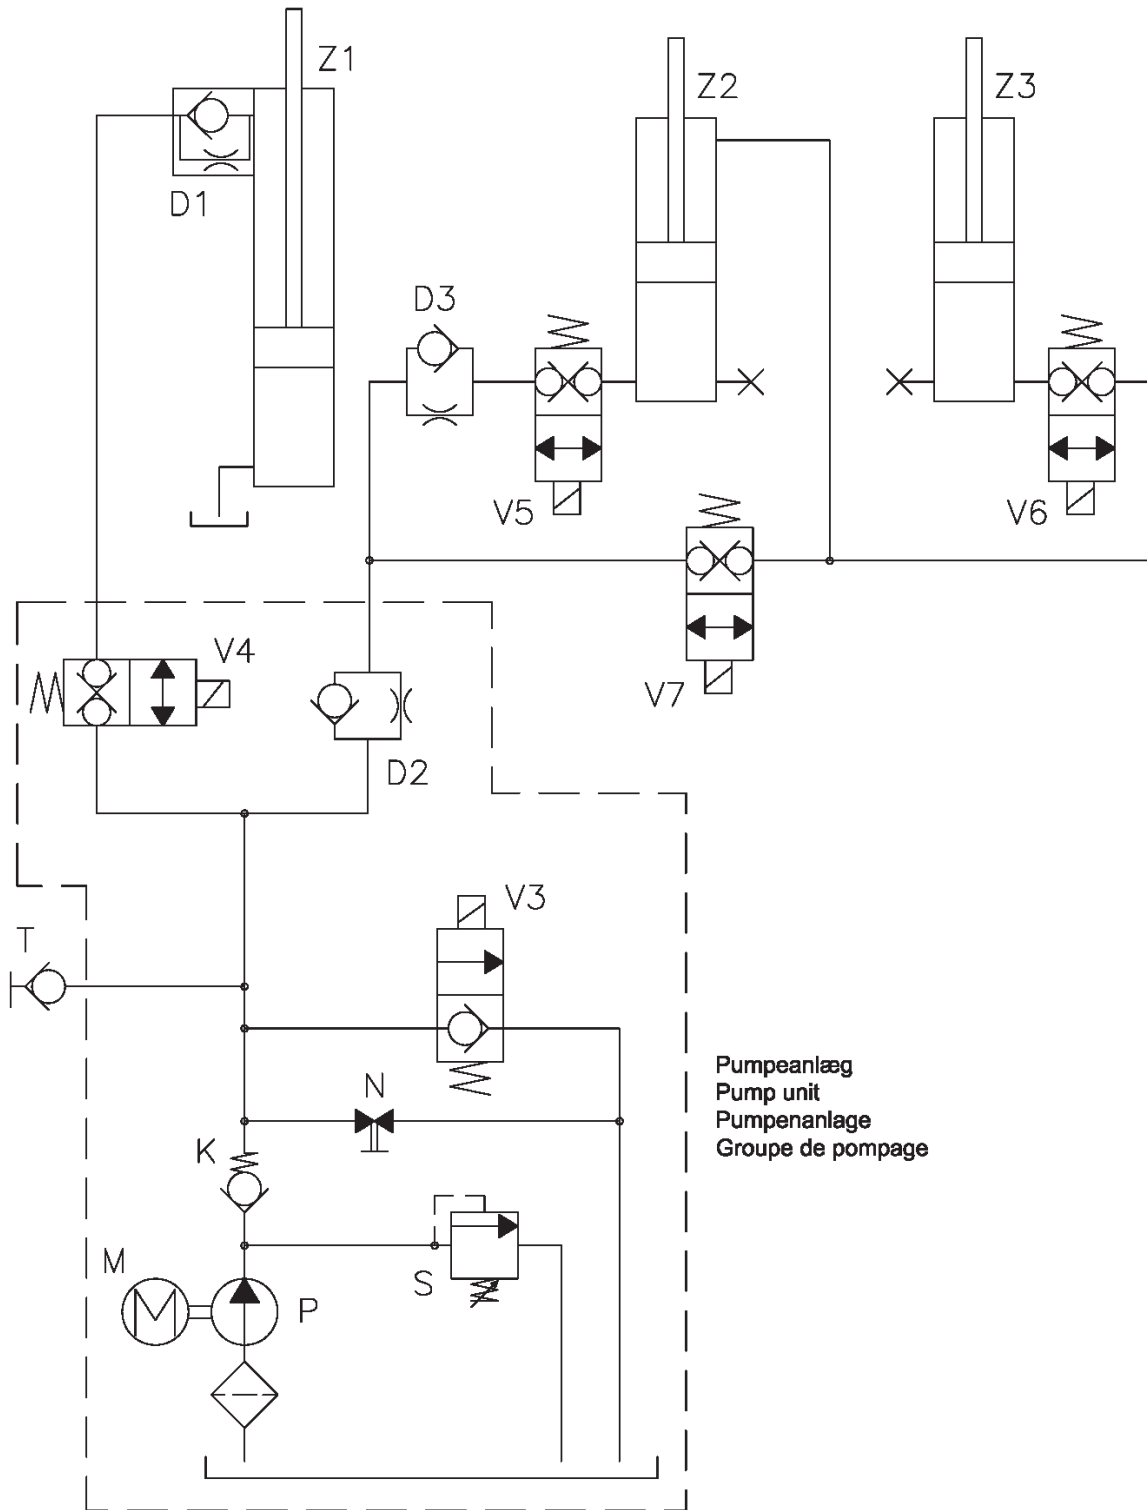 Z1
Z2
Z3
D1
D3
V5
V6
V4
V7
D2
V3
T
N
K
Pumpeanlæg
Pump unit
Pumpenanlage
Groupe de pompage
M
M
P
S